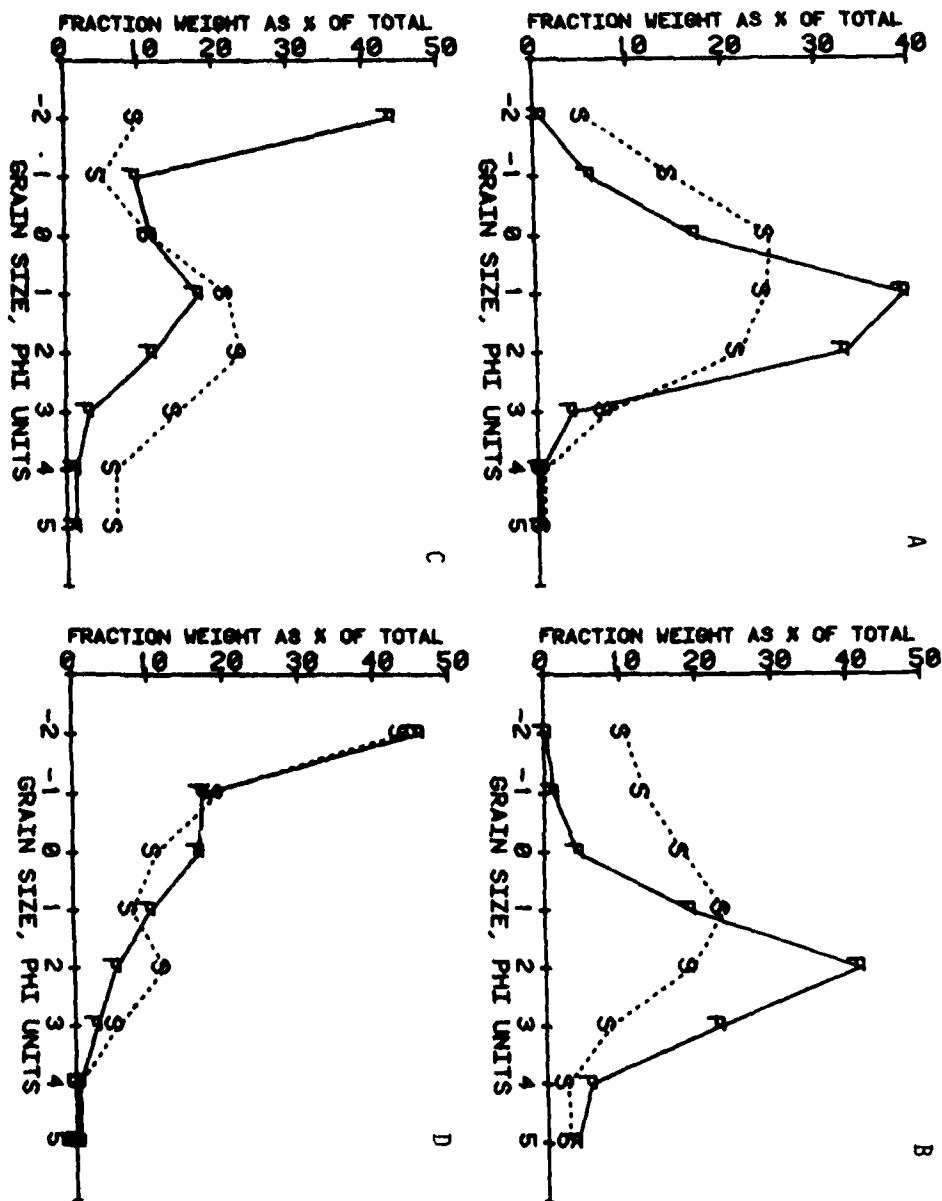 A
FRACTION WEIGHT AS % OF TOTAL
0 10 20 30 40
-2 -1 0 1 2 3 4 5
GRAIN SIZE, PHI UNITS
B
FRACTION WEIGHT AS % OF TOTAL
0 10 20 30 40 50
-2 -1 0 1 2 3 4 5
GRAIN SIZE, PHI UNITS
C
FRACTION WEIGHT AS % OF TOTAL
0 10 20 30 40 50
-2 -1 0 1 2 3 4 5
GRAIN SIZE, PHI UNITS
D
FRACTION WEIGHT AS % OF TOTAL
0 10 20 30 40 50
-2 -1 0 1 2 3 4 5
GRAIN SIZE, PHI UNITS